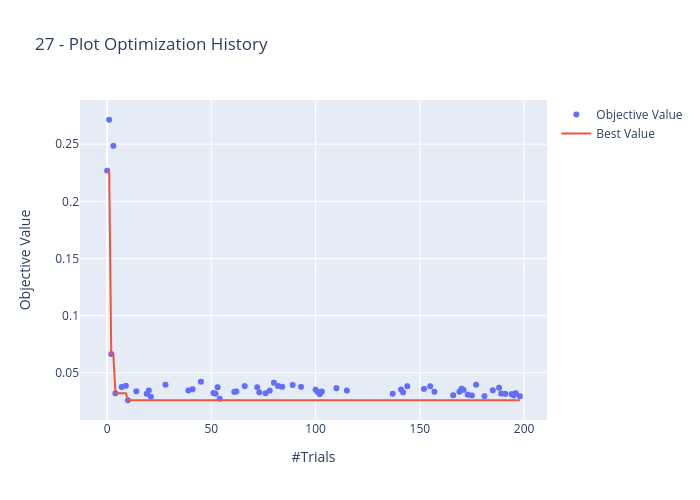 27 - Plot Optimization History
Objective Value
Best Value
0.25
0.2
0.15
0.1
0.05
Objective Value
0
50
100
150
200
#Trials